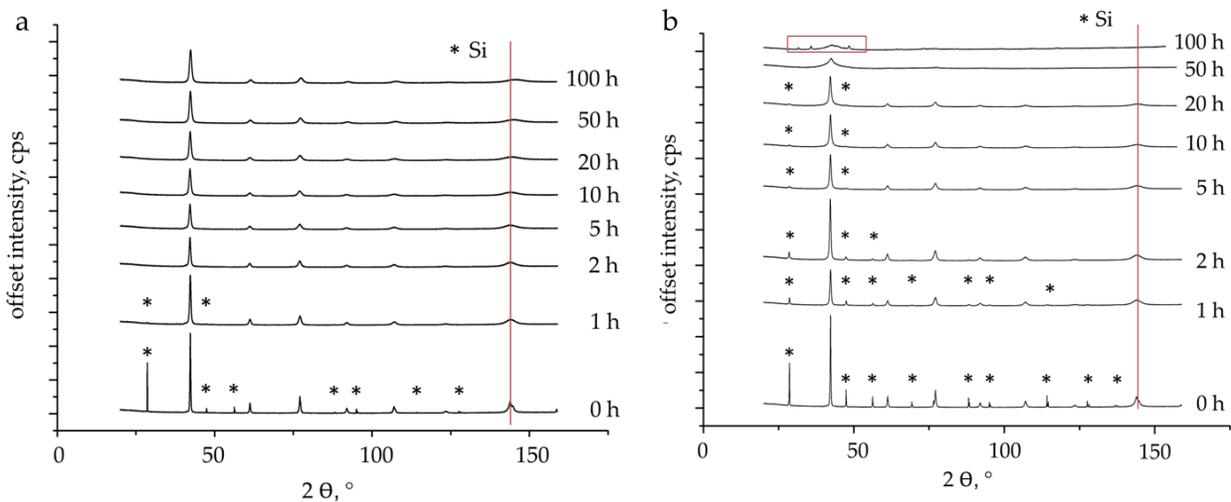 a
* Si
100 h
50 h
20 h
10 h
5 h
2 h
* *
1 h
*
* * * * * *
0 h
offset intensity, cps
0 50 100 150
2 θ, °
b
* Si
100 h
50 h
* *
20 h
* *
10 h
* *
5 h
* * *
2 h
* * * * * * *
1 h
*
* * * * * * * *
0 h
offset intensity, cps
0 50 100 150
2 θ, °